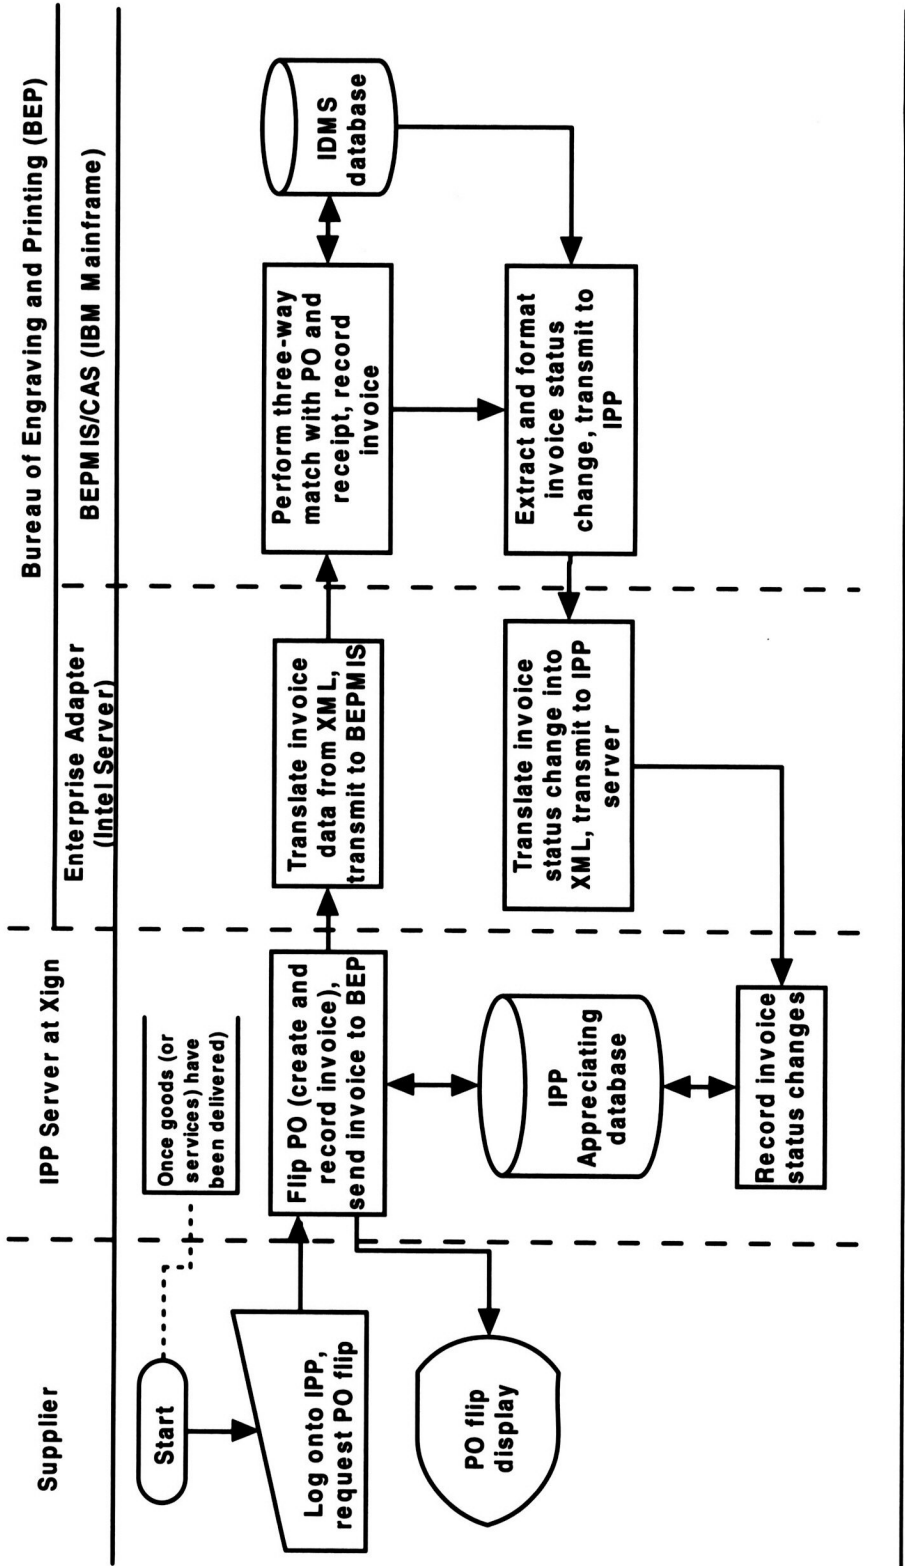 Supplier
IPP Server at Xign
Enterprise Adapter
(Intel Server)
Bureau of Engraving and Printing (BEP)
BEPMIS/CAS (IBM Mainframe)
Start
Once goods (or
services) have
been delivered)
Log onto IPP,
request PO flip
Flip PO (create and
record invoice),
send invoice to BEP
Translate invoice
data from XML,
transmit to BEPMIS
Perform three-way
match with PO and
receipt, record
invoice
IDMS
database
PO flip
display
IPP
Appreciating
database
Translate invoice
status change into
XML, transmit to IPP
server
Extract and format
invoice status
change, transmit to
IPP
Record invoice
status changes